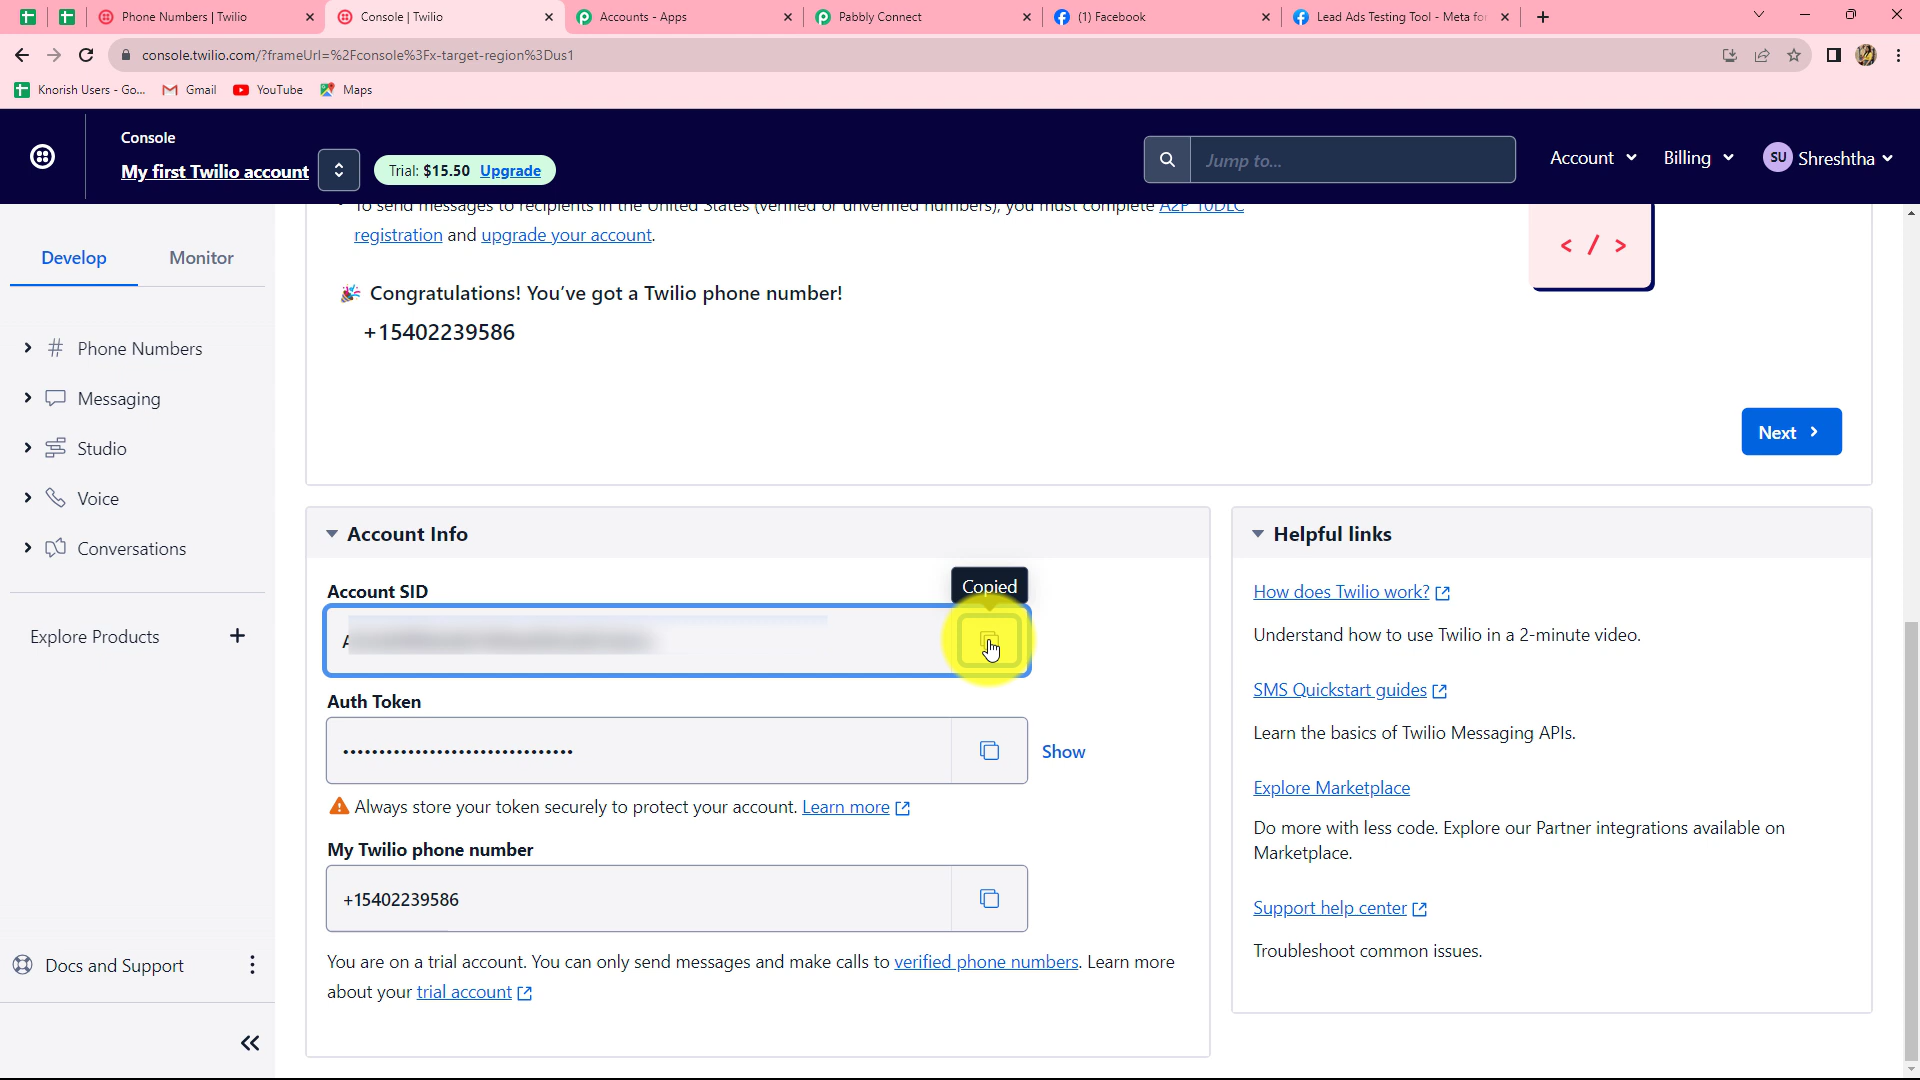 Phone Numbers | Twilio
Console | Twilio
Accounts - Apps
Pabbly Connect
(1) Facebook
Lead Ads Testing Tool - Meta fo
console.twilio.com/?frameUrl=%2Fconsole%3Fx-target-region%3Dus1
Knorish Users - Go...
Gmail
YouTube
Maps
Console
My first Twilio account
Trial: $15.50 Upgrade
Jump to...
Account
Billing
SU
Shreshtha
Develop
Monitor
Phone Numbers
Messaging
Studio
Voice
Conversations
Explore Products
Docs and Support
To send messages to recipients in the United States (verified or unverified numbers), you must complete A2P 10DLC
registration and upgrade your account.
< / >
Congratulations! You've got a Twilio phone number!
+15402239586
Next
Account Info
Account SID
Copied
A
Auth Token
••••••••••••••••••••••••••••••••
Show
Always store your token securely to protect your account. Learn more
My Twilio phone number
+15402239586
You are on a trial account. You can only send messages and make calls to verified phone numbers. Learn more
about your trial account
Helpful links
How does Twilio work?
Understand how to use Twilio in a 2-minute video.
SMS Quickstart guides
Learn the basics of Twilio Messaging APIs.
Explore Marketplace
Do more with less code. Explore our Partner integrations available on
Marketplace.
Support help center
Troubleshoot common issues.